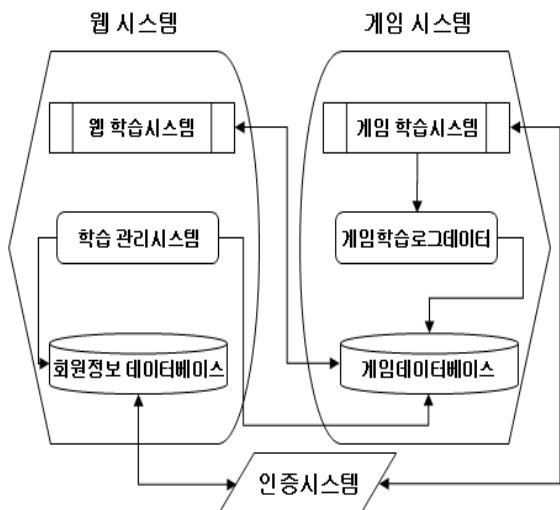 웹 시스템
게임 시스템
웹 학습시스템
게임 학습시스템
학습 관리시스템
게임학습로그데이터
회원정보 데이터베이스
게임데이터베이스
인증시스템